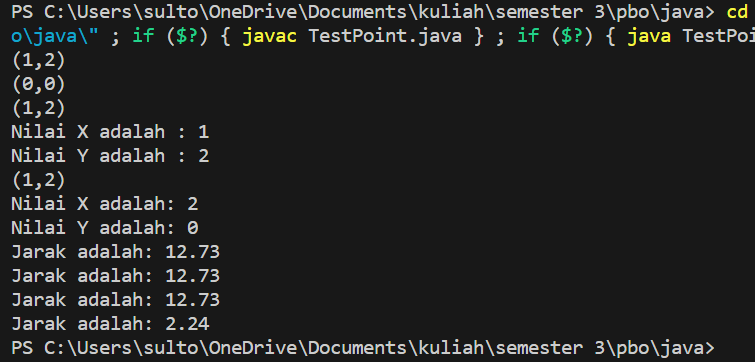 PS C:\Users\sulto\OneDrive\Documents\kuliah\semester 3\pbo\java> cd
o\java\" ; if ($?) { javac TestPoint.java } ; if ($?) { java TestPoi
(1,2)
(0,0)
(1,2)
Nilai X adalah : 1
Nilai Y adalah : 2
(1,2)
Nilai X adalah: 2
Nilai Y adalah: 0
Jarak adalah: 12.73
Jarak adalah: 12.73
Jarak adalah: 12.73
Jarak adalah: 2.24
PS C:\Users\sulto\OneDrive\Documents\kuliah\semester 3\pbo\java>